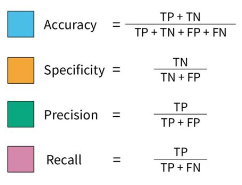 Accuracy = TP + TN / TP + TN + FP + FN
Specificity = TN / TN + FP
Precision = TP / TP + FP
Recall = TP / TP + FN